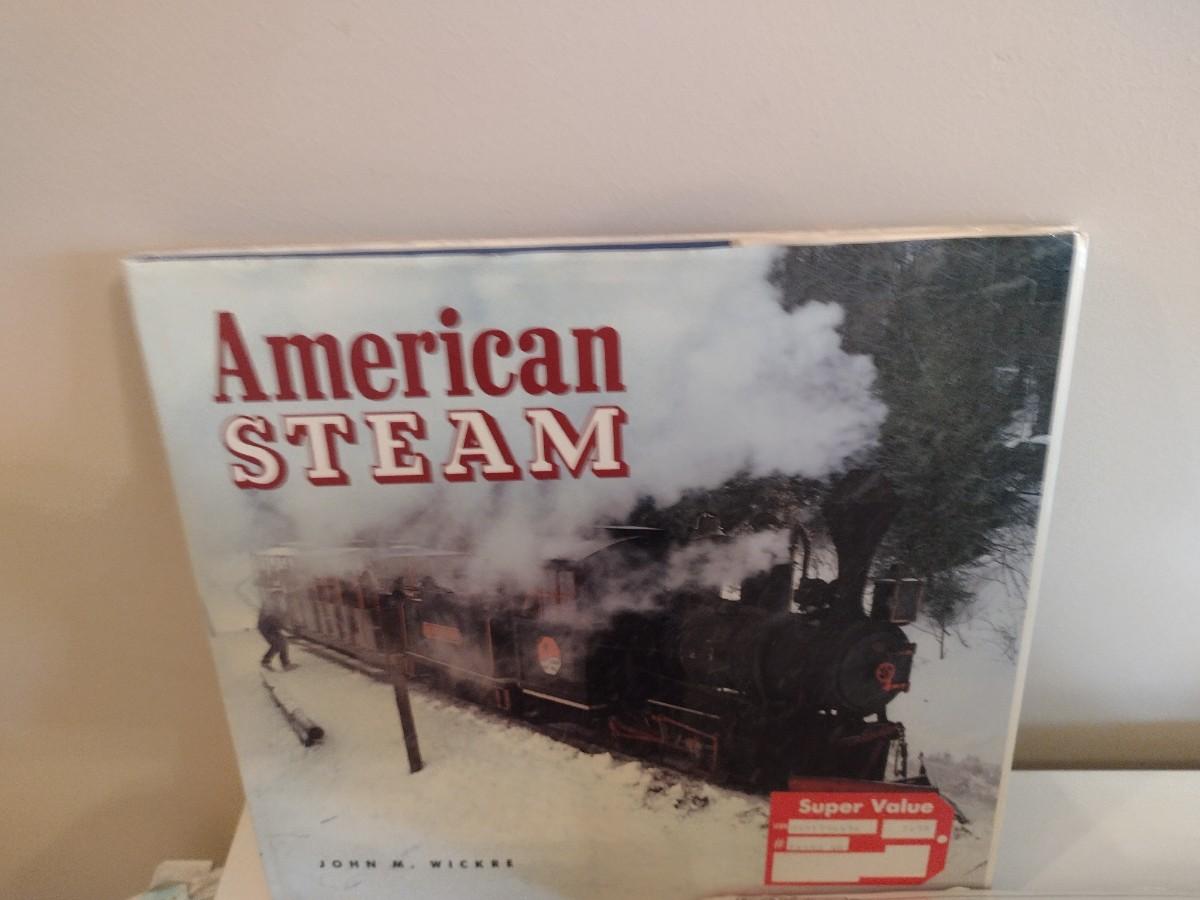 American
STEAM
JOHN M. WICKRE
Super Value
#